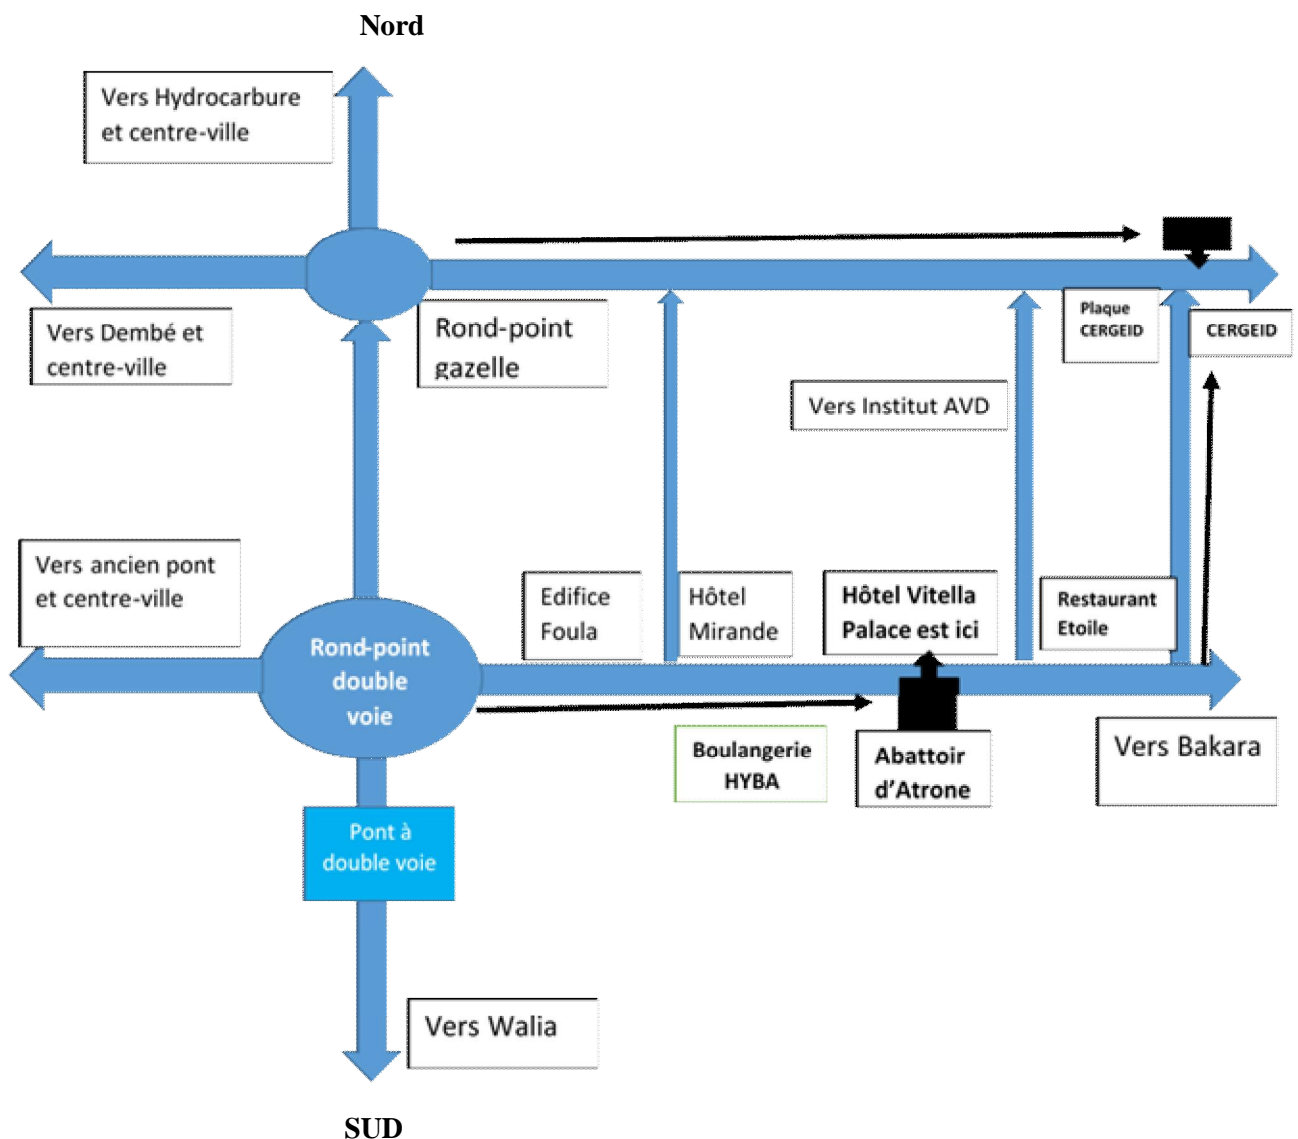 Nord
Vers Hydrocarbure
et centre-ville
Vers Dembé et
centre-ville
Rond-point
gazelle
Plaque
CERGEID
CERGEID
Vers Institut AVD
Vers ancien pont
et centre-ville
Rond-point
double
voie
Edifice
Foula
Hôtel
Mirande
Hôtel Vitella
Palace est ici
Restaurant
Etoile
Boulangerie
HYBA
Abattoir
d'Atrone
Vers Bakara
Pont à
double voie
Vers Walia
SUD